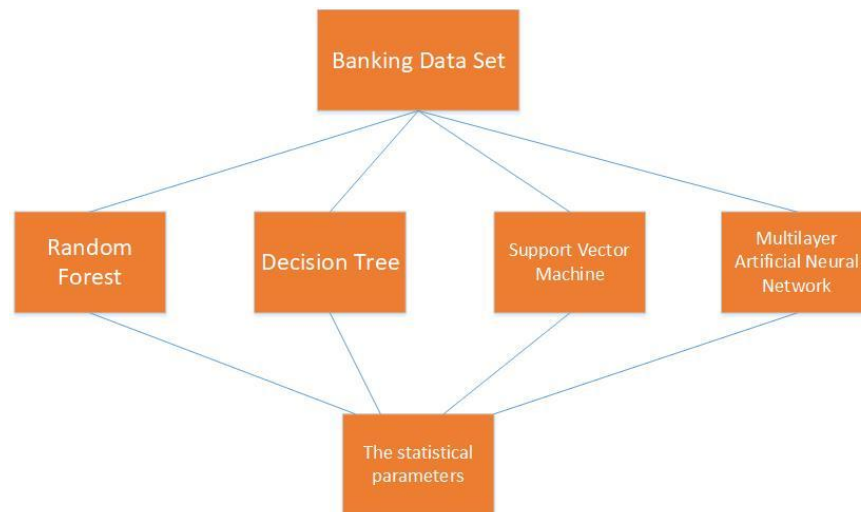 Banking Data Set
Random
Forest
Decision Tree
Support Vector
Machine
Multilayer
Artificial Neural
Network
The statistical
parameters